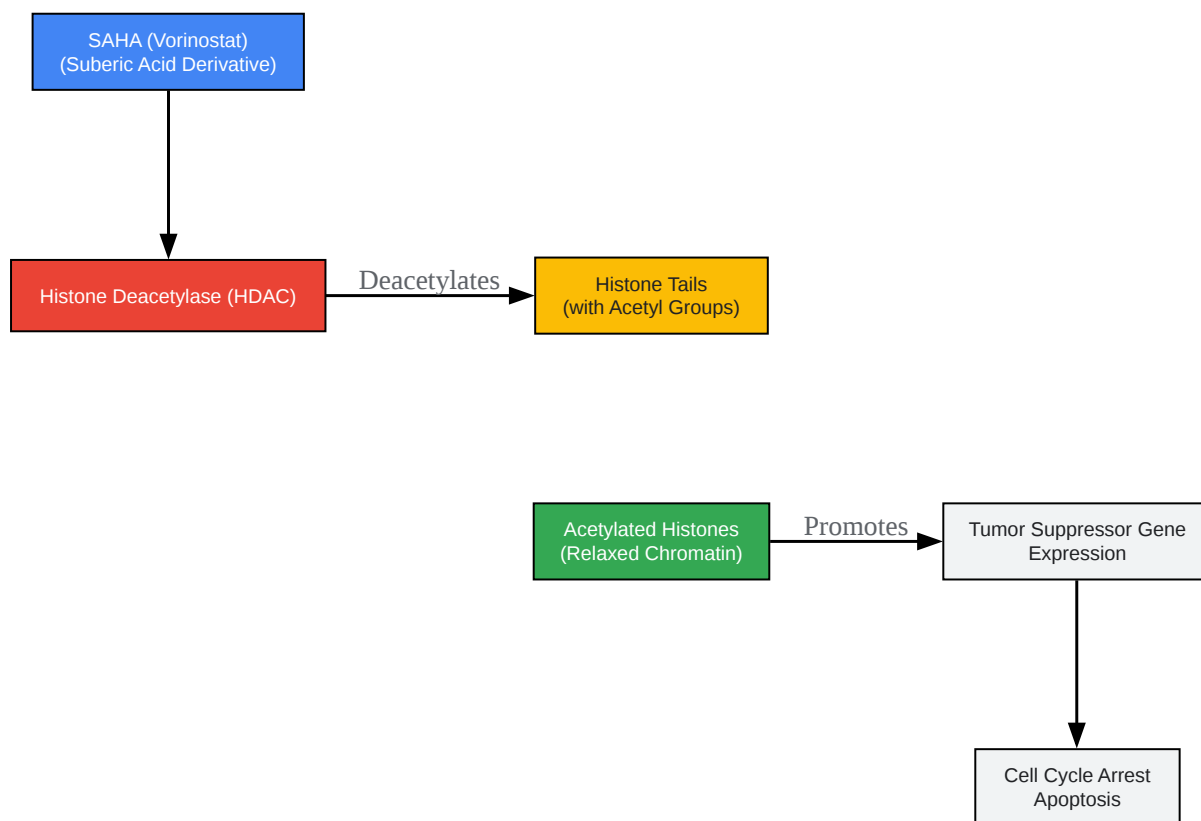 SAHA (Vorinostat)
(Suberic Acid Derivative)
Deacetylates
Histone Deacetylase (HDAC)
Histone Tails
(with Acetyl Groups)
Acetylated Histones
(Relaxed Chromatin)
Promotes
Tumor Suppressor Gene
Expression
Cell Cycle Arrest
Apoptosis